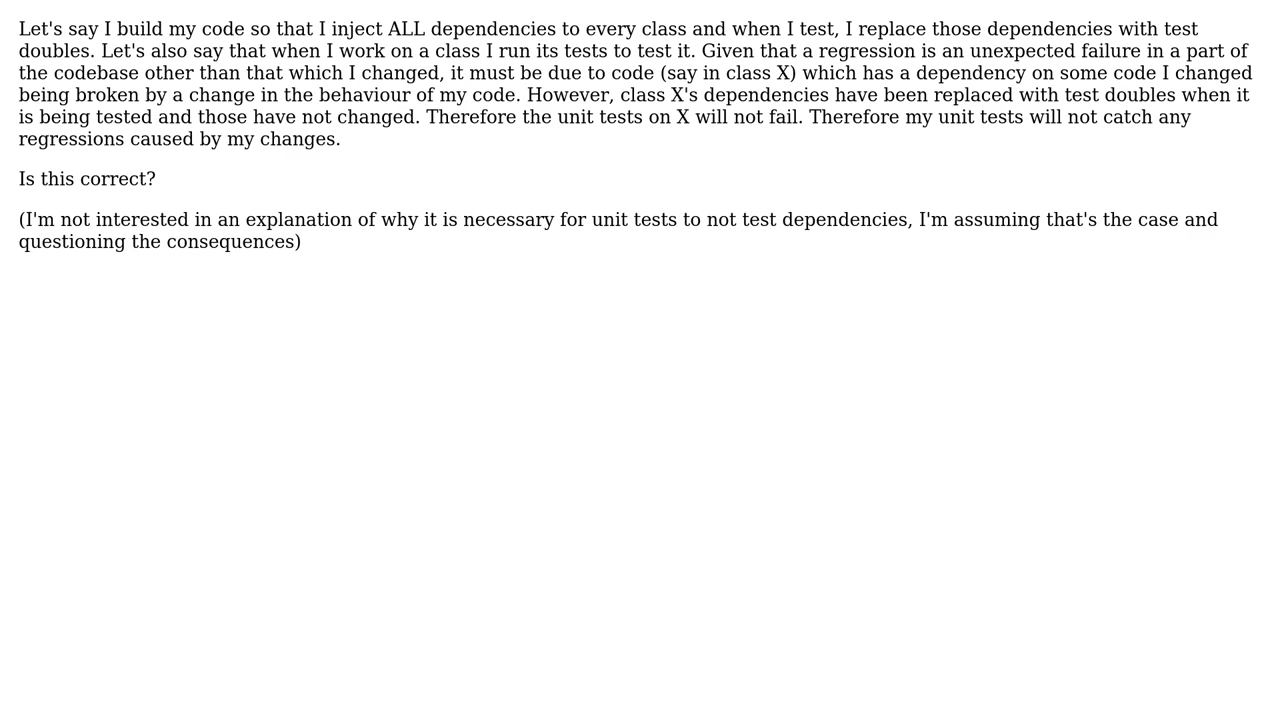 Let's say I build my code so that I inject ALL dependencies to every class and when I test, I replace those dependencies with test
doubles. Let's also say that when I work on a class I run its tests to test it. Given that a regression is an unexpected failure in a part of
the codebase other than that which I changed, it must be due to code (say in class X) which has a dependency on some code I changed
being broken by a change in the behaviour of my code. However, class X's dependencies have been replaced with test doubles when it
is being tested and those have not changed. Therefore the unit tests on X will not fail. Therefore my unit tests will not catch any
regressions caused by my changes.
Is this correct?
(I'm not interested in an explanation of why it is necessary for unit tests to not test dependencies, I'm assuming that's the case and
questioning the consequences)